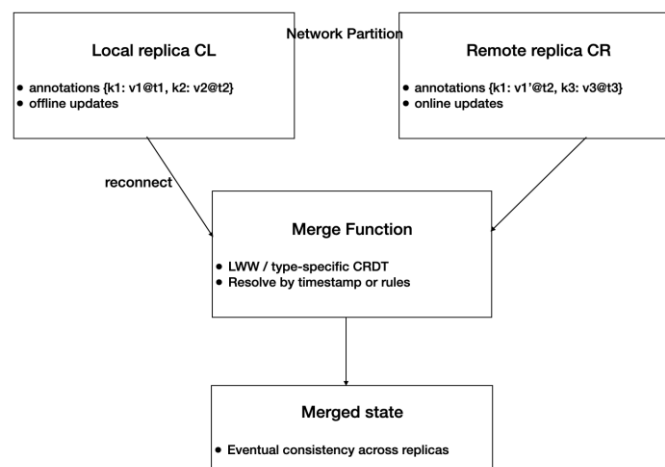 Network Partition
Local replica CL
• annotations {k1: v1@t1, k2: v2@t2}
• offline updates
Remote replica CR
• annotations {k1: v1'@t2, k3: v3@t3}
• online updates
reconnect
Merge Function
• LWW / type-specific CRDT
• Resolve by timestamp or rules
Merged state
• Eventual consistency across replicas